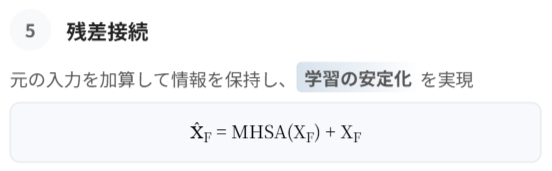 5 残差接続
元の入力を加算して情報を保持し、 学習の安定化 を実現
X̂F = MHSA(XF) + XF